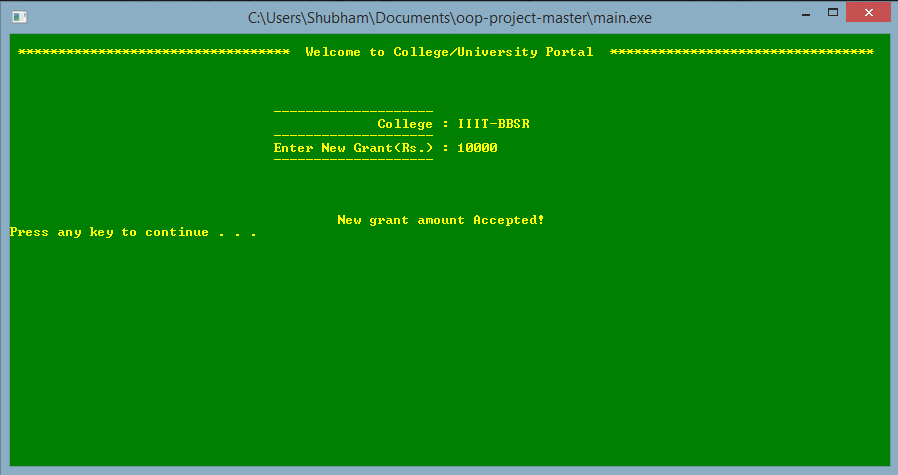 C:\Users\Shubham\Documents\oop-project-master\main.exe
********************************** Welcome to College/University Portal *********************************
--------------------
College : IIIT-BBSR
--------------------
Enter New Grant(Rs.) : 10000
--------------------
New grant amount Accepted!
Press any key to continue . . .